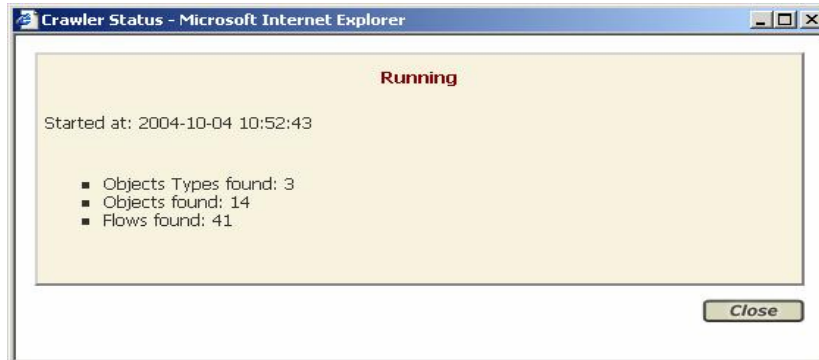 Crawler Status - Microsoft Internet Explorer
Running
Started at: 2004-10-04 10:52:43
Objects Types found: 3
Objects found: 14
Flows found: 41
Close